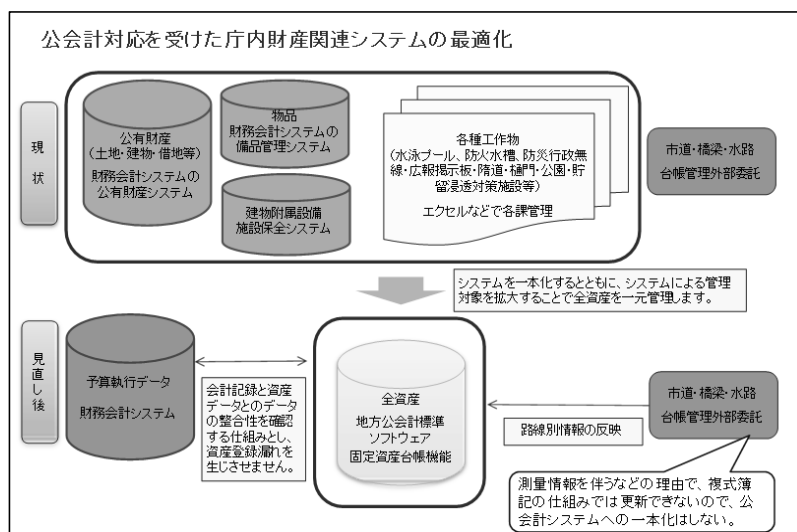 公会計対応を受けた庁内財産関連システムの最適化
現
状
公有財産
(土地・建物・借地等)
財務会計システムの
公有財産システム
物品
財務会計システムの
備品管理システム
建物附属設備
施設保全システム
各種工作物
(水泳プール、防火水槽、防災行政無
線・広報掲示板・隋道・樋門・公園・貯
留浸透対策施設等)
エクセルなどで各課管理
市道・橋梁・水路
台帳管理外部委託
システムを一本化するとともに、システムによる管理
対象を拡大することで全資産を一元管理します。
見
直
し
後
予算執行データ
財務会計システム
会計記録と資産
データとのデータ
の整合性を確認
する仕組みとし、
資産登録漏れを
生じさせません。
全資産
地方公会計標準
ソフトウェア
固定資産台帳機能
路線別情報の反映
市道・橋梁・水路
台帳管理外部委託
測量情報を伴うなどの理由で、複式簿
記の仕組みでは更新できないので、公
会計システムへの一本化はしない。